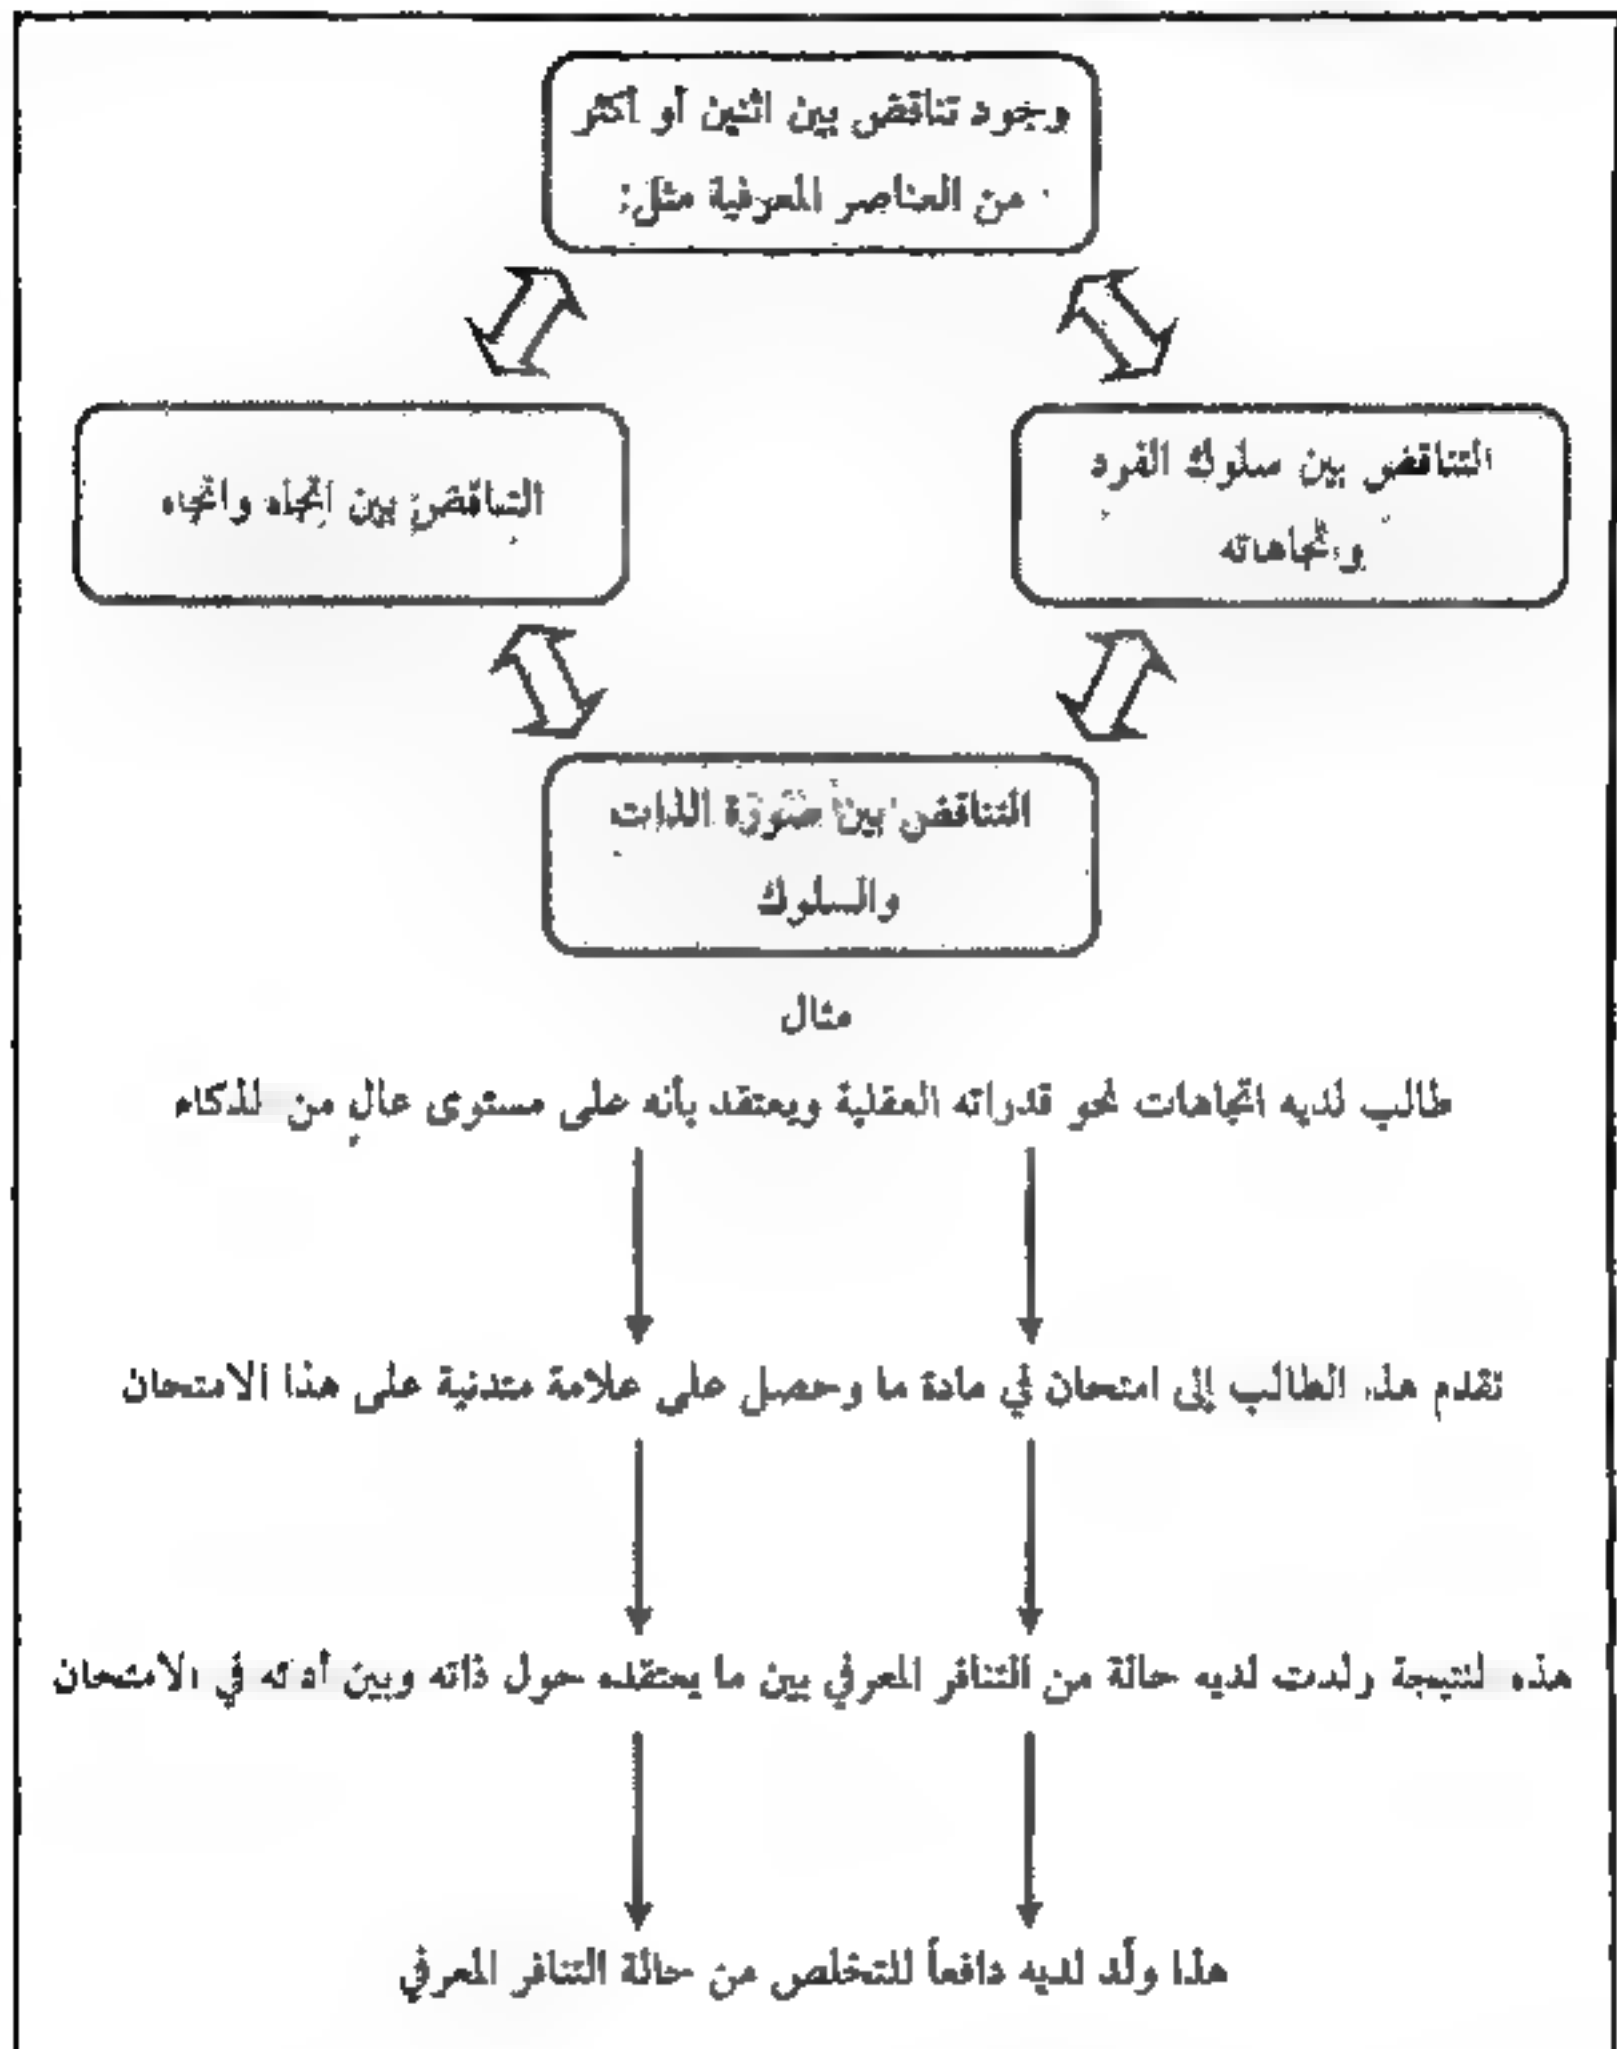 وجود تناقض بين اثنين أو أكثر
من العناصر المعرفية مثل:
التناقض بين سلوك الفرد
واتجاهاته
التناقض بين اتجاه واتجاه
التناقض بين صورة الذات
والسلوك
مثال
طالب لديه اتجاهات نحو قدراته العقلية ويعتقد بأنه على مستوى عالٍ من الذكاء
تقدم هذا الطالب إلى امتحان في مادة ما وحصل على علامة متدنية على هذا الامتحان
هذه النتيجة ولدت لديه حالة من التنافر المعرفي بين ما يعتقده حول ذاته وبين أدائه في الامتحان
هذا ولّد لديه دافعاً للتخلص من حالة التنافر المعرفي